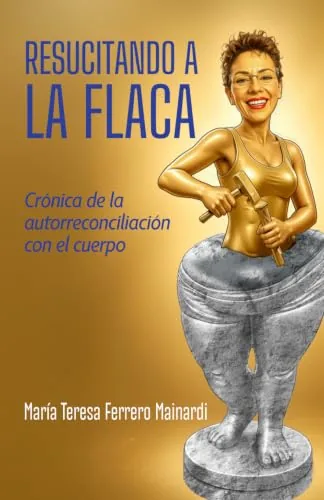 RESUCITANDO A
LA FLACA
Crónica de la
autorreconciliación
con el cuerpo
María Teresa Ferrero Mainardi